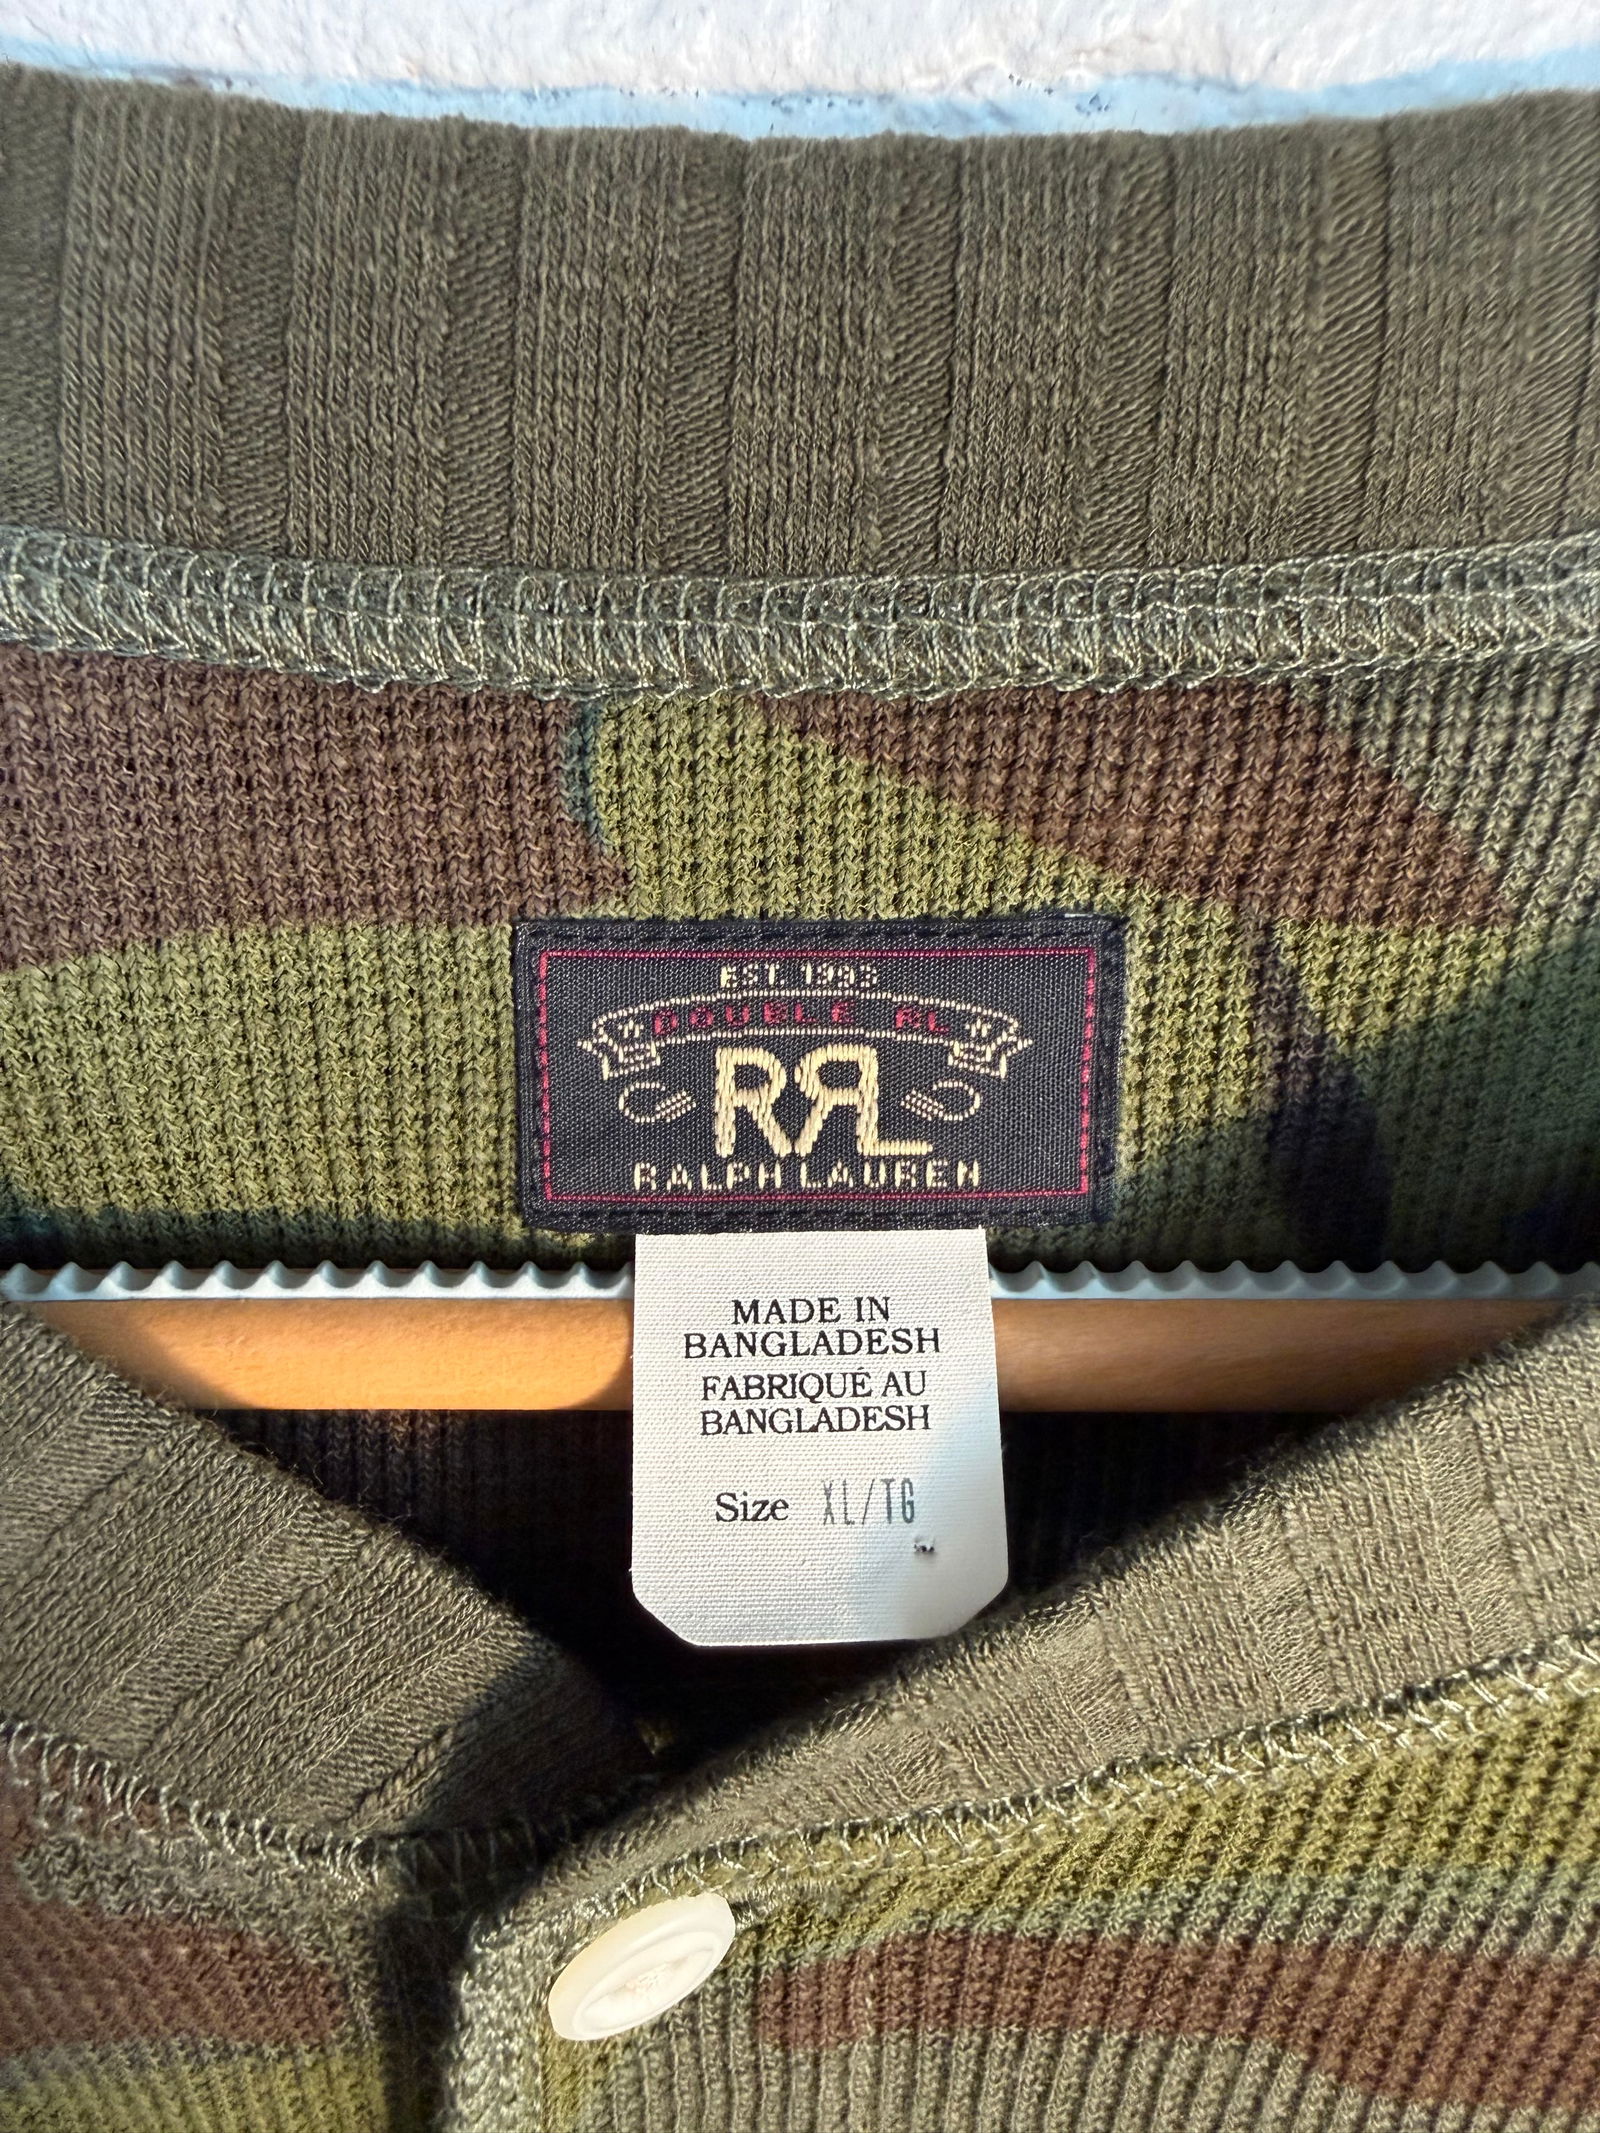 EST 1993
DOUBLE RL
RRL
RALPH LAUREN
MADE IN
BANGLADESH
FABRIQUÉ AU
BANGLADESH
Size XL/TG